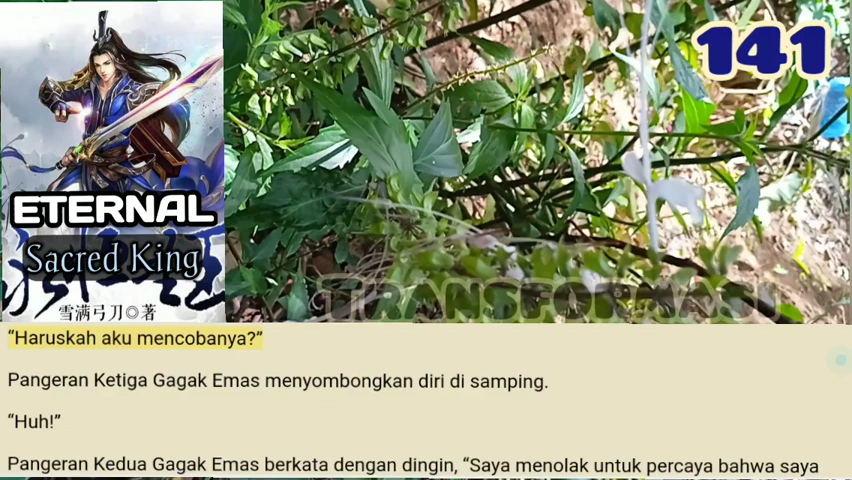 141
ETERNAL
Sacred King
雪满弓刀◎著
TRANSFORMASI
“Haruskah aku mencobanya?”
Pangeran Ketiga Gagak Emas menyombongkan diri di samping.
“Huh!”
Pangeran Kedua Gagak Emas berkata dengan dingin, “Saya menolak untuk percaya bahwa saya